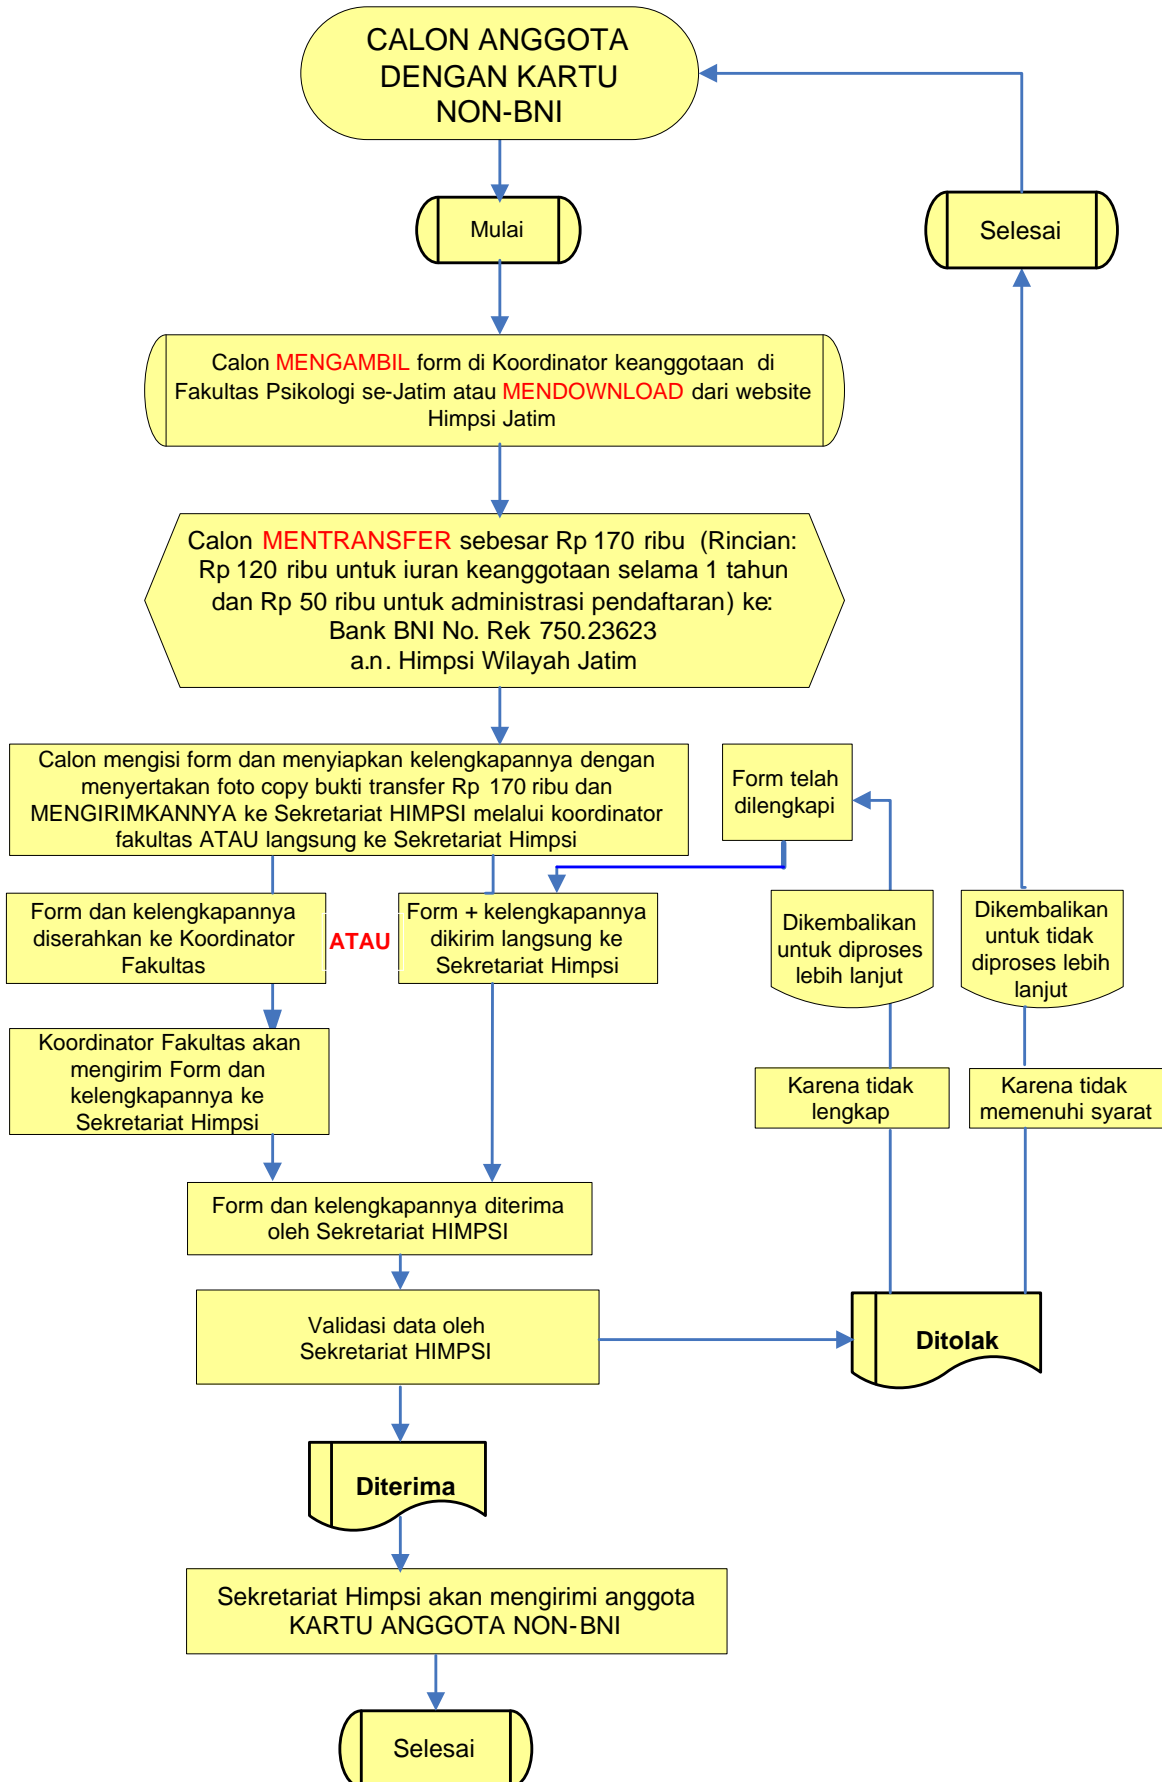 CALON ANGGOTA
DENGAN KARTU
NON-BNI
Mulai
Selesai
Calon MENGAMBIL form di Koordinator keanggotaan di
Fakultas Psikologi se-Jatim atau MENDOWNLOAD dari website
Himpsi Jatim
Calon MENTRANSFER sebesar Rp 170 ribu (Rincian:
Rp 120 ribu untuk iuran keanggotaan selama 1 tahun
dan Rp 50 ribu untuk administrasi pendaftaran) ke:
Bank BNI No. Rek 750.23623
a.n. Himpsi Wilayah Jatim
Calon mengisi form dan menyiapkan kelengkapannya dengan
menyertakan foto copy bukti transfer Rp 170 ribu dan
MENGIRIMKANNYA ke Sekretariat HIMPSI melalui koordinator
fakultas ATAU langsung ke Sekretariat Himpsi
Form telah
dilengkapi
Form dan kelengkapannya
diserahkan ke Koordinator
Fakultas
ATAU
Form + kelengkapannya
dikirim langsung ke
Sekretariat Himpsi
Dikembalikan
untuk diproses
lebih lanjut
Dikembalikan
untuk tidak
diproses lebih
lanjut
Koordinator Fakultas akan
mengirim Form dan
kelengkapannya ke
Sekretariat Himpsi
Karena tidak
lengkap
Karena tidak
memenuhi syarat
Form dan kelengkapannya diterima
oleh Sekretariat HIMPSI
Validasi data oleh
Sekretariat HIMPSI
Ditolak
Diterima
Sekretariat Himpsi akan mengirimi anggota
KARTU ANGGOTA NON-BNI
Selesai